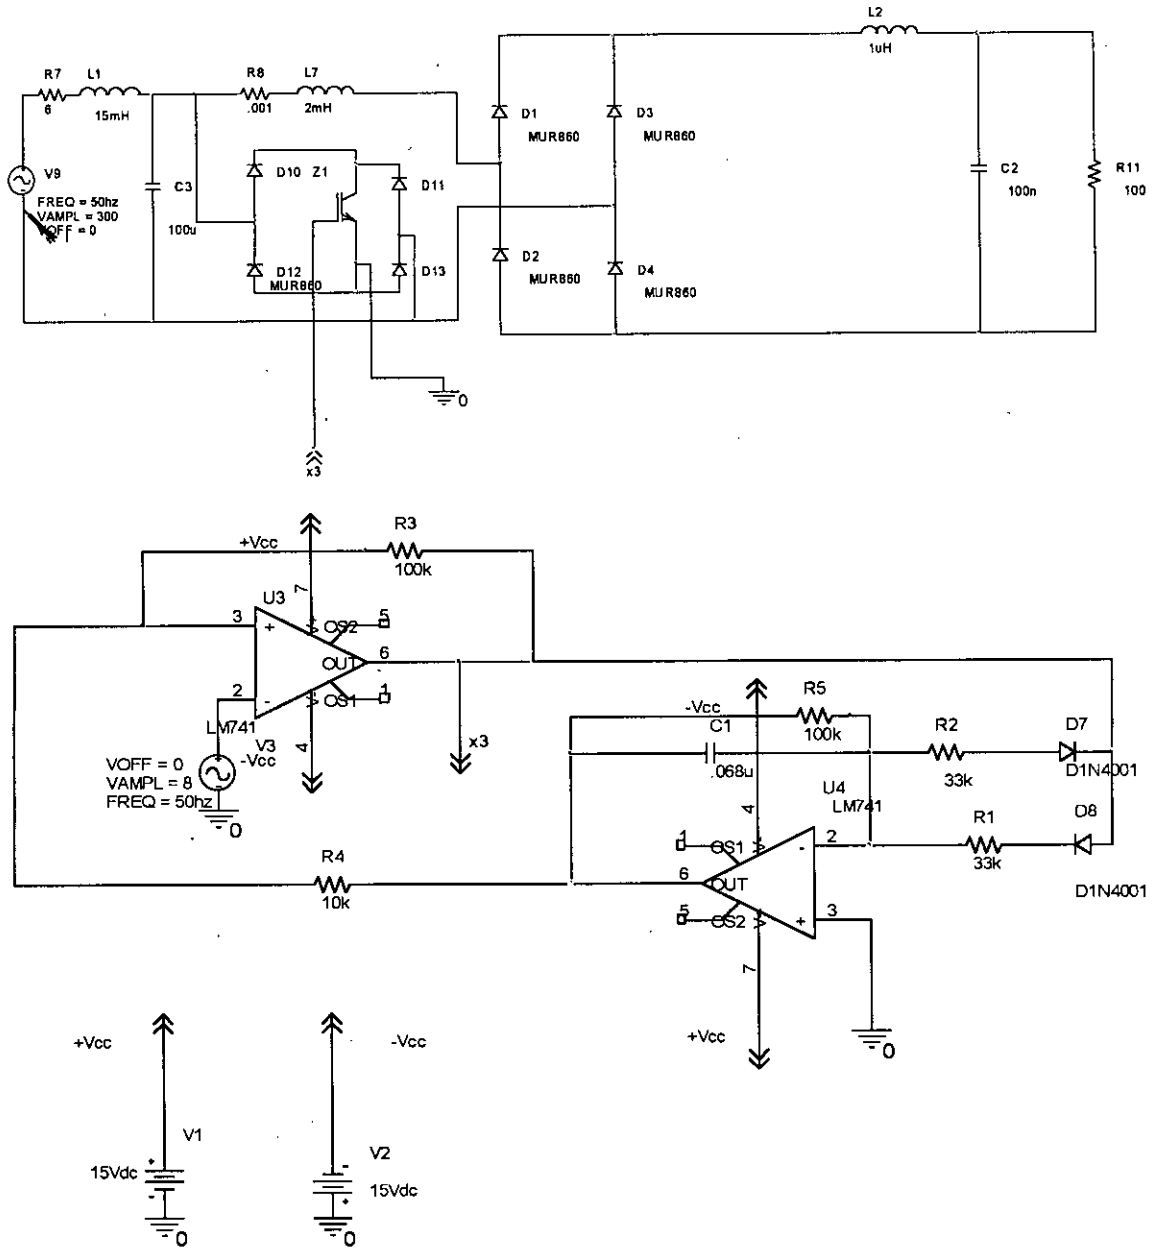 L2
1uH
R7
L1
R8
L7
6
15mH
.001
2mH
D1
MUR860
D3
MUR860
V9
FREQ = 50hz
VAMPL = 300
VOFF = 0
C3
100u
D10
Z1
D11
C2
100n
R11
100
D12
MUR860
D13
D2
MUR860
D4
MUR860
0
x3
+Vcc
R3
100k
7
U3
3
+
OS2
5
6
OUT
2
-
OS1
1
LM741
4
V3
-Vcc
VOFF = 0
VAMPL = 8
FREQ = 50hz
0
x3
-Vcc
R5
100k
C1
.068u
R2
33k
D7
D1N4001
U4
LM741
4
R1
33k
D8
D1N4001
1
OS1
2
-
6
OUT
5
OS2
+
3
7
R4
10k
+Vcc
0
+Vcc
-Vcc
V1
+
15Vdc
-
0
V2
-
15Vdc
+
0